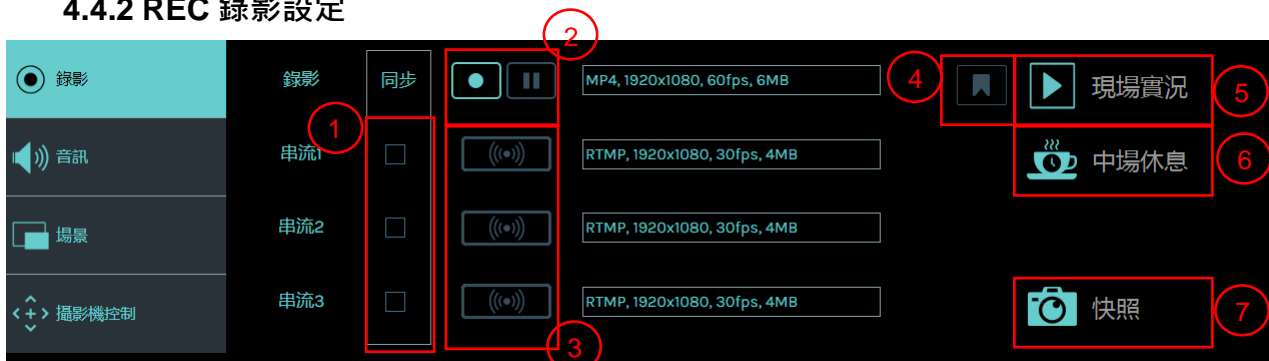 4.4.2 REC 錄影設定
2
錄影
錄影
同步
MP4, 1920x1080, 60fps, 6MB
4
現場實況
5
1
音訊
串流1
RTMP, 1920x1080, 30fps, 4MB
中場休息
6
場景
串流2
RTMP, 1920x1080, 30fps, 4MB
攝影機控制
串流3
RTMP, 1920x1080, 30fps, 4MB
快照
7
3